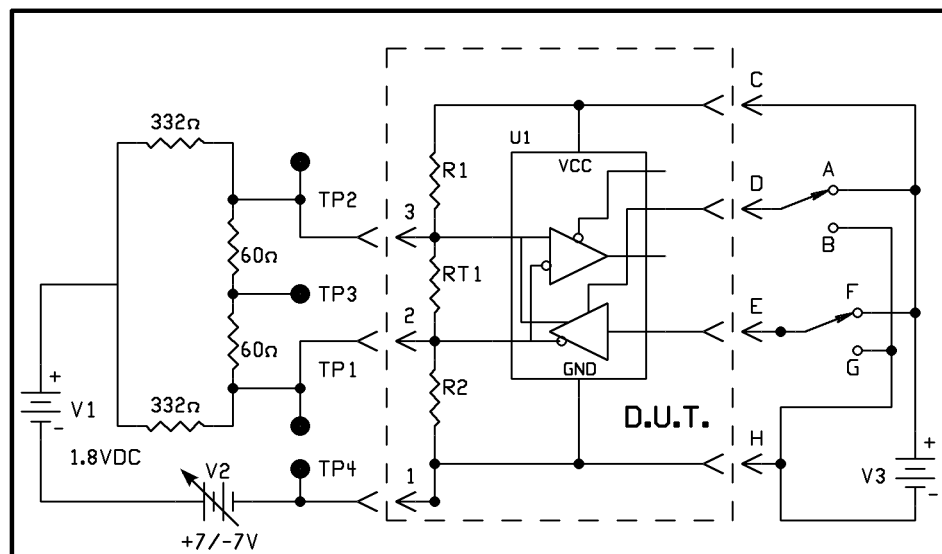 332Ω
TP2
60Ω
TP3
60Ω
TP1
332Ω
+
V1
-
1.8VDC
V2
+7/-7V
TP4
3
2
1
R1
RT1
R2
U1
VCC
GND
D.U.T.
C
D
E
H
A
B
F
G
+
V3
-